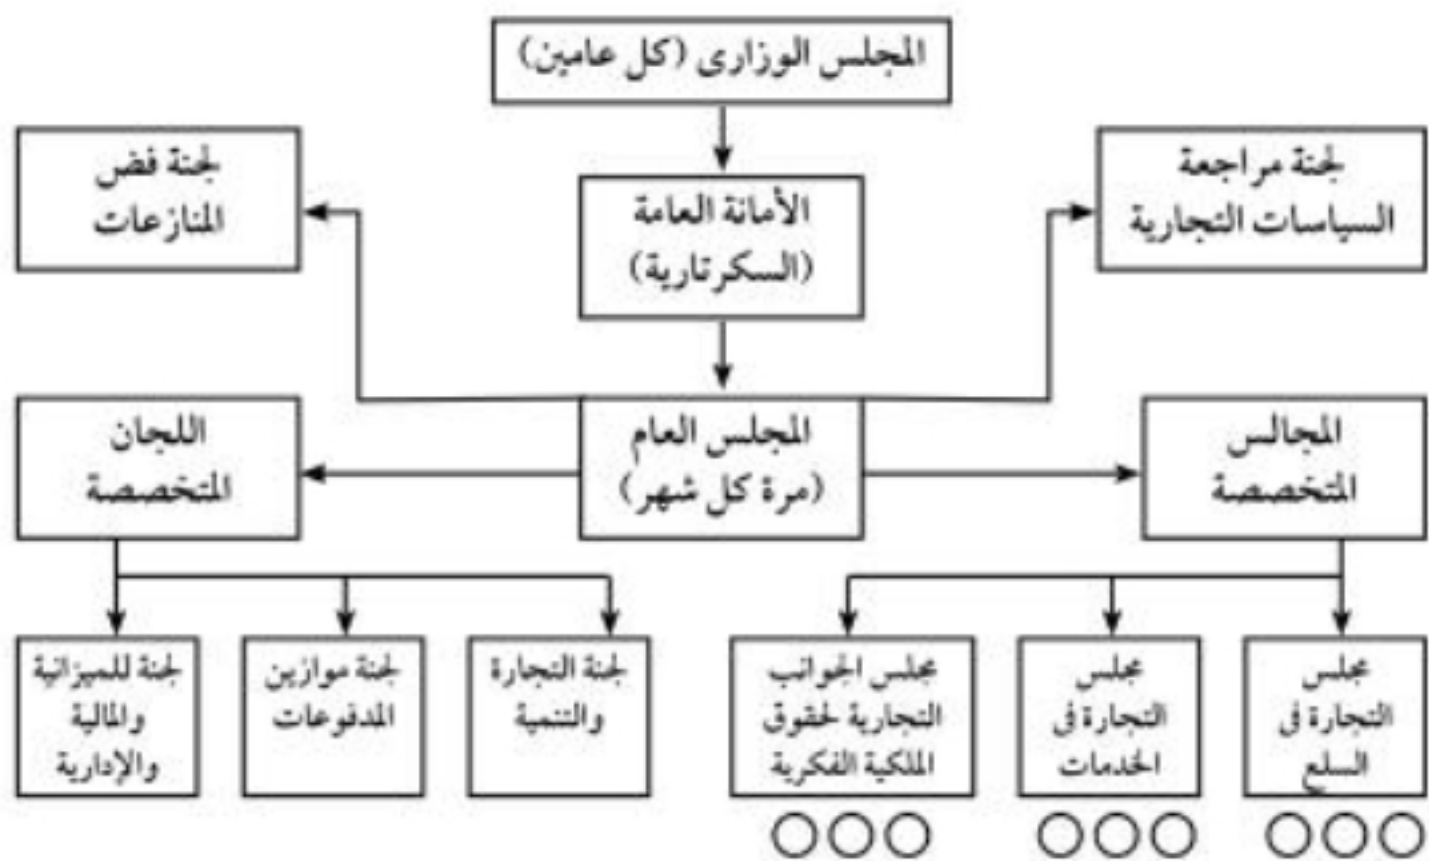 المجلس الوزارى (كل عامين)
لجنة مراجعة
السياسات التجارية
الأمانة العامة
(السكرتارية)
لجنة فض
المنازعات
المجالس
المتخصصة
المجلس العام
(مرة كل شهر)
اللجان
المتخصصة
مجلس
التجارة فى
السلع
مجلس
التجارة فى
الخدمات
مجلس الجوانب
التجارية لحقوق
الملكية الفكرية
لجنة التجارة
والتنمية
لجنة موازين
المدفوعات
لجنة للميزانية
والمالية
والإدارية